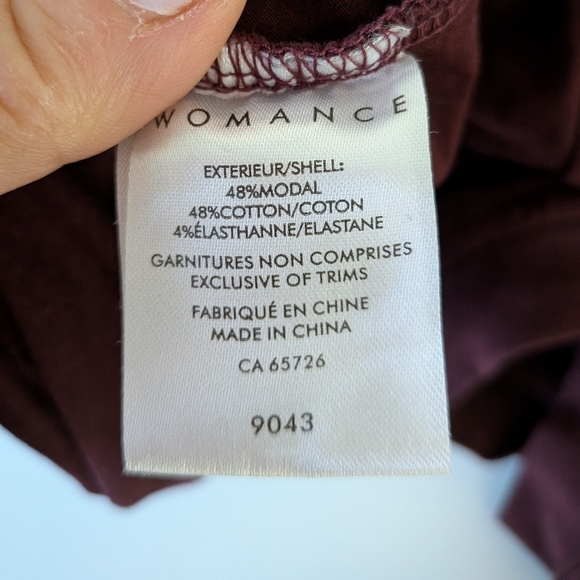 WOMANCE
EXTERIEUR/SHELL:
48%MODAL
48%COTTON/COTON
4%ÉLASTHANNE/ELASTANE
GARNITURES NON COMPRISES
EXCLUSIVE OF TRIMS
FABRIQUÉ EN CHINE
MADE IN CHINA
CA 65726
9043